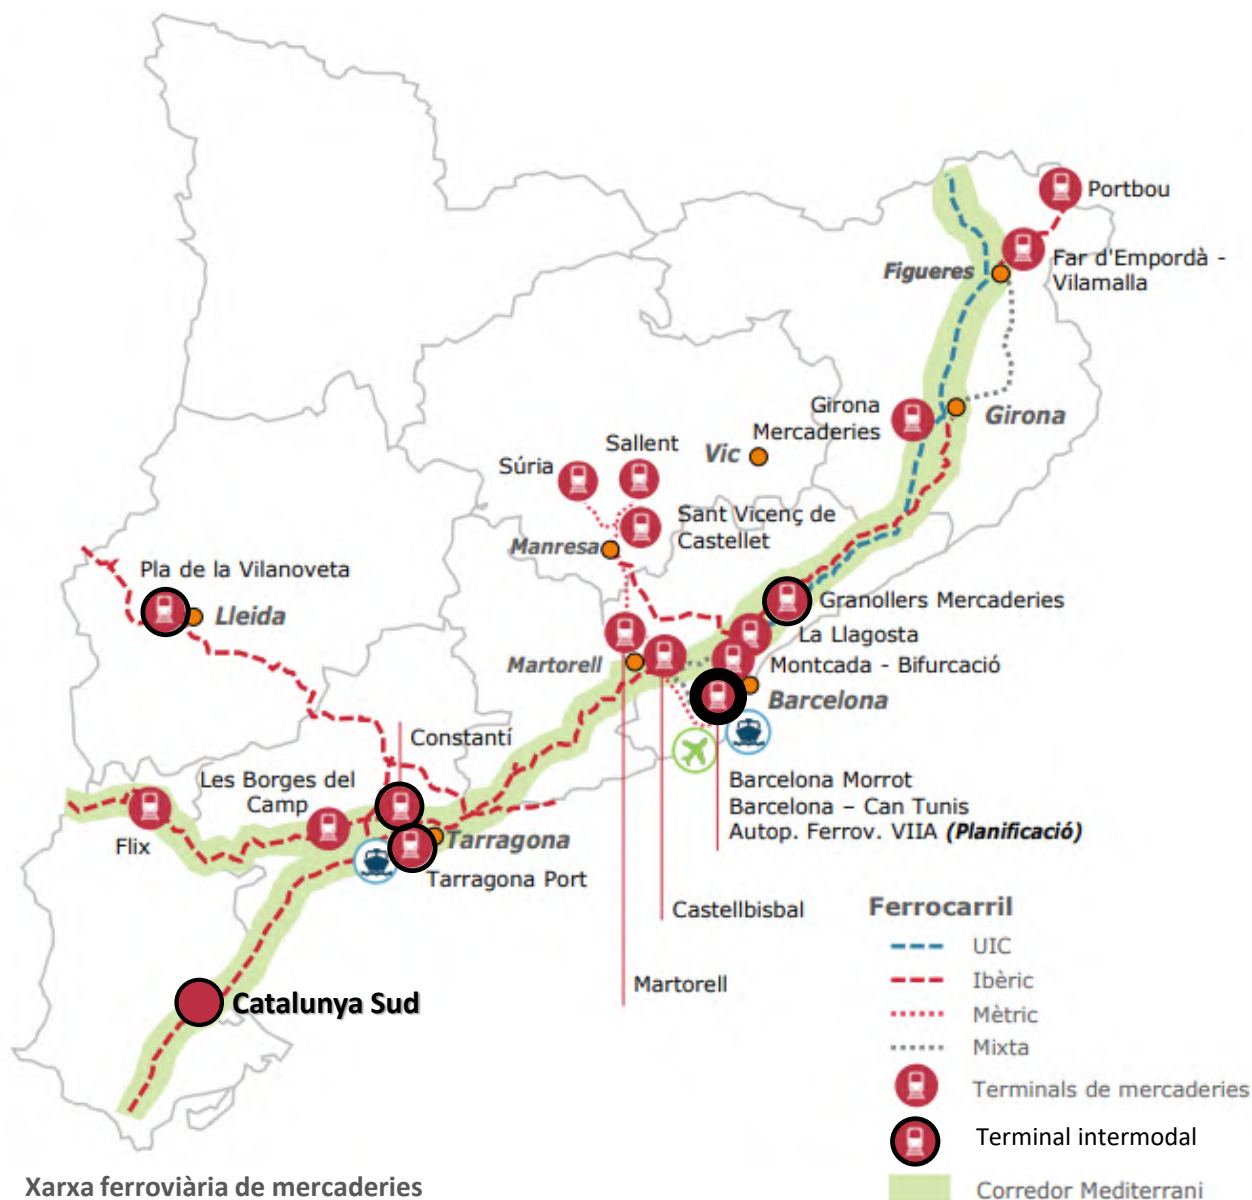 Portbou
Far d'Empordà -
Vilamalla
Figueres
Girona
Mercaderies
Girona
Sallent
Vic
Súria
Sant Vicenç de
Castellet
Manresa
Pla de la Vilanoveta
Lleida
Granollers Mercaderies
La Llagosta
Martorell
Montcada - Bifurcació
Barcelona
Constantí
Les Borges del
Camp
Barcelona Morrot
Barcelona – Can Tunis
Autop. Ferrov. VIIA (Planificació)
Flix
Tarragona
Tarragona Port
Castellbisbal
Martorell
Catalunya Sud
Ferrocarril
UIC
Ibèric
Mètric
Mixta
Terminals de mercaderies
Terminal intermodal
Corredor Mediterrani
Xarxa ferroviària de mercaderies